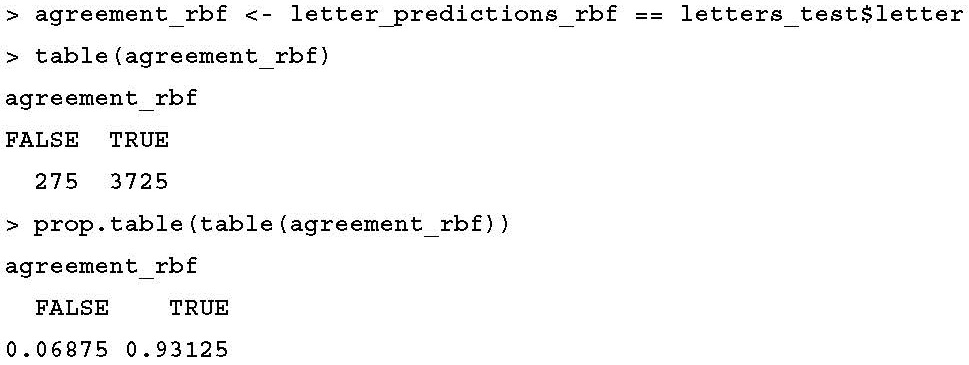 > agreement_rbf <- letter_predictions_rbf == letters_test$letter
> table(agreement_rbf)
agreement_rbf
FALSE  TRUE
  275  3725
> prop.table(table(agreement_rbf))
agreement_rbf
  FALSE    TRUE
0.06875 0.93125